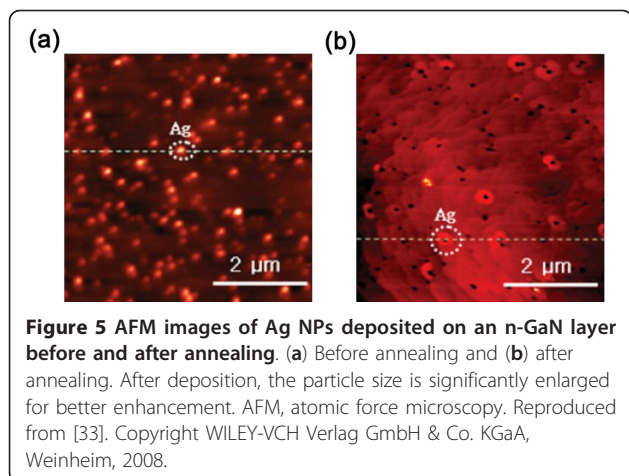 (a)
(b)
Ag
Ag
2 µm
2 µm
Figure 5 AFM images of Ag NPs deposited on an n-GaN layer
before and after annealing. (a) Before annealing and (b) after
annealing. After deposition, the particle size is significantly enlarged
for better enhancement. AFM, atomic force microscopy. Reproduced
from [33]. Copyright WILEY-VCH Verlag GmbH & Co. KGaA,
Weinheim, 2008.